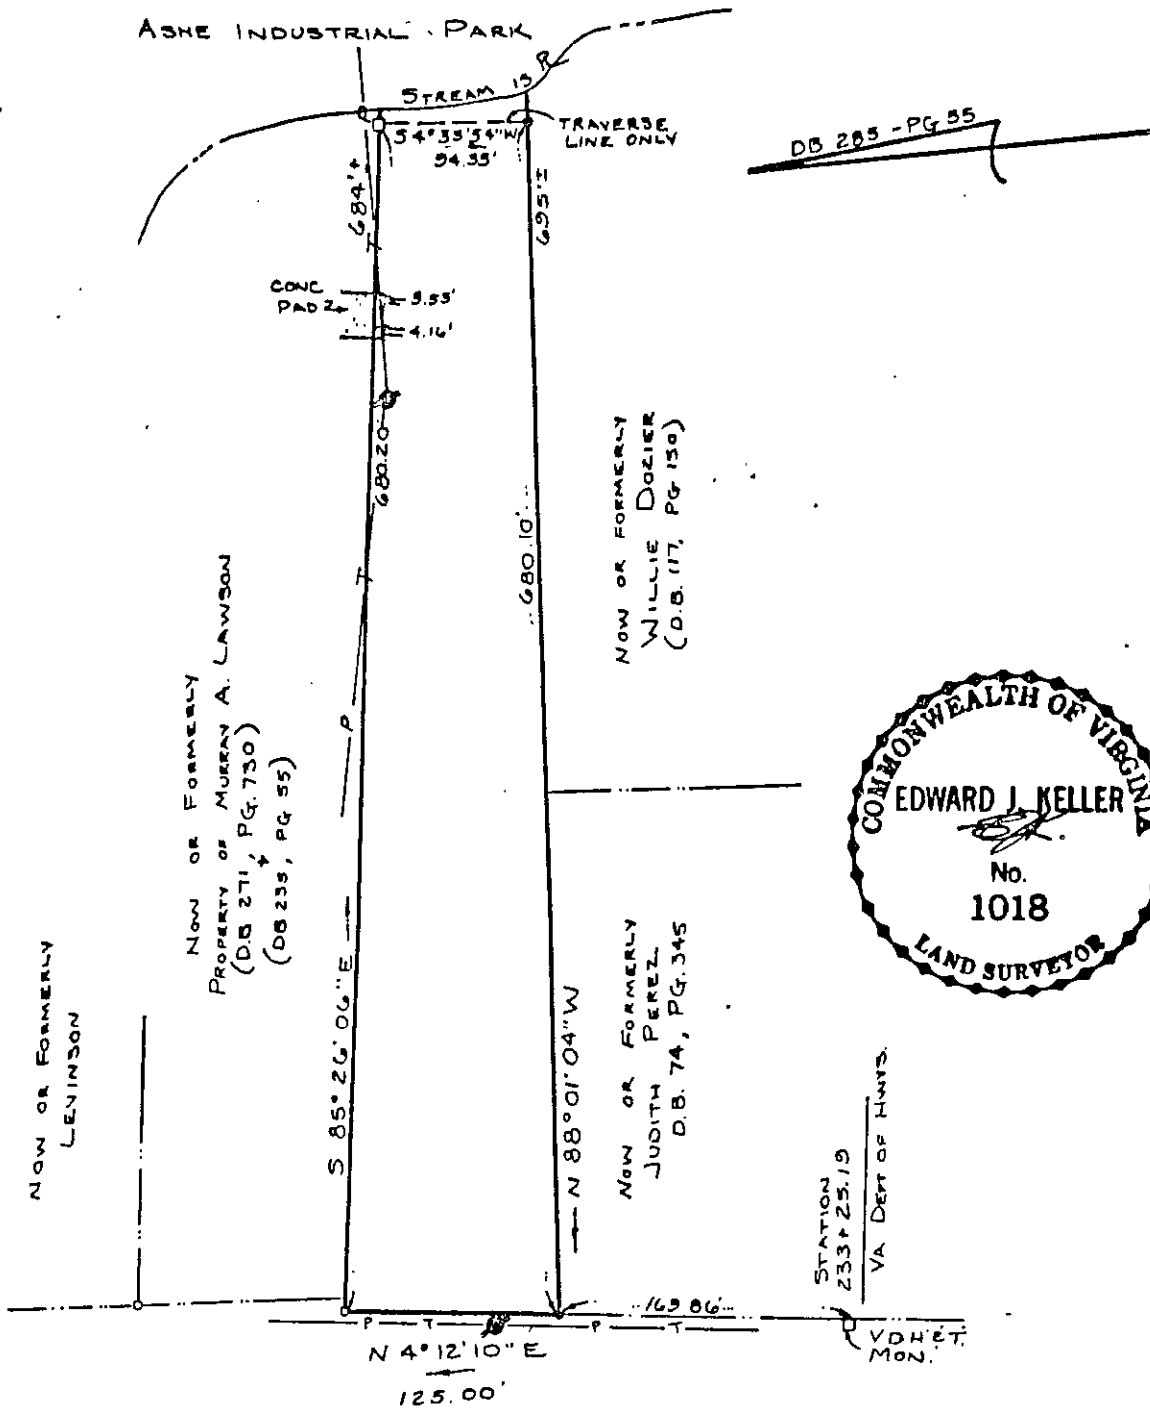 ASHE INDUSTRIAL PARK
STREAM IS R
S 4° 35' 54" W
94.35'
TRAVERSE
LINE ONLY
DB 285 - PG 55
684'±
695'±
CONC
PAD
3.55'
4.16'
680.20'
680.10'
NOW OR FORMERLY
WILLIE DOZIER
(D.B. 117, PG 150)
NOW OR FORMERLY
PROPERTY OF MURRAY A. LAWSON
(D.B. 271, PG. 730)
+
(DB 235, PG 55)
T
T
P
S 85° 26' 06" E
N 88° 01' 04" W
NOW OR FORMERLY
LEVINSON
NOW OR FORMERLY
JUDITH PEREZ
D.B. 74, PG. 345
COMMONWEALTH OF VIRGINIA
EDWARD J. KELLER
No.
1018
LAND SURVEYOR
STATION
233+25.19
VA DEPT OF HWYS.
169.86'
P T P T
VDH&T.
MON.
N 4° 12' 10" E
125.00'